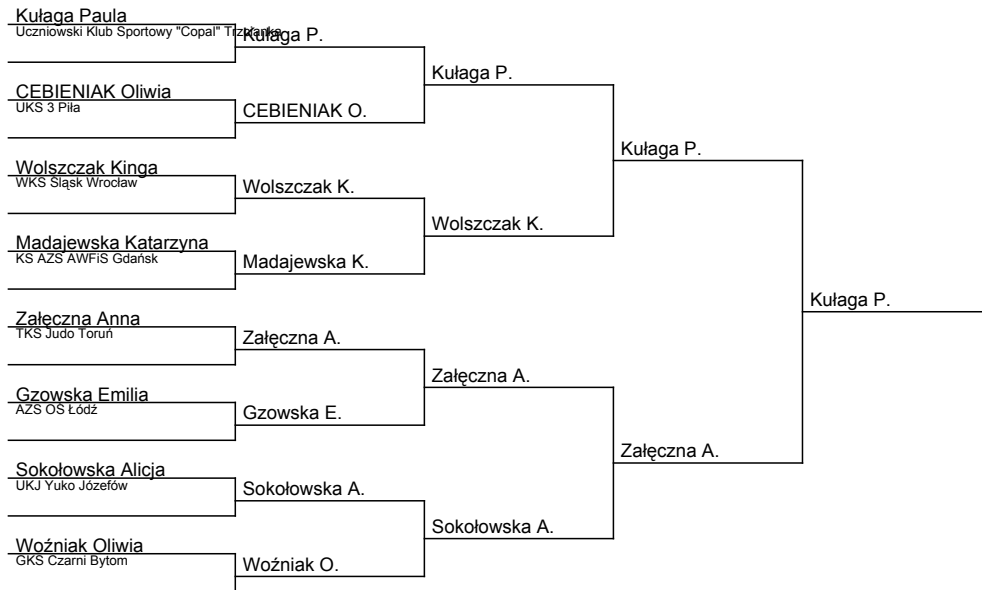 Kułaga Paula
Uczniowski Klub Sportowy "Copal" Trzcianka
Kułaga P.
Kułaga P.
CEBIENIAK Oliwia
UKS 3 Piła
CEBIENIAK O.
Kułaga P.
Wolszczak Kinga
WKS Śląsk Wrocław
Wolszczak K.
Wolszczak K.
Madajewska Katarzyna
KS AZS AWFiS Gdańsk
Madajewska K.
Kułaga P.
Załęczna Anna
TKS Judo Toruń
Załęczna A.
Załęczna A.
Gzowska Emilia
AZS OŚ Łódź
Gzowska E.
Załęczna A.
Sokołowska Alicja
UKJ Yuko Józefów
Sokołowska A.
Sokołowska A.
Woźniak Oliwia
GKS Czarni Bytom
Woźniak O.